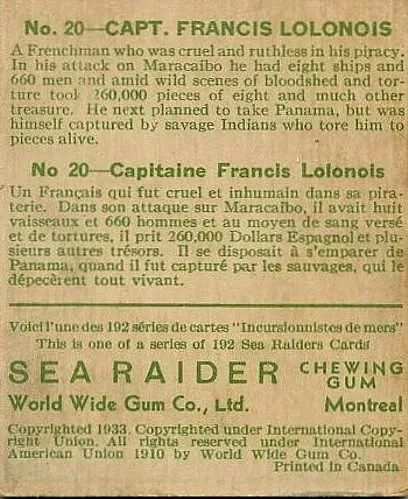 No. 20—CAPT. FRANCIS LOLONOIS
A Frenchman who was cruel and ruthless in his piracy.
In his attack on Maracaibo he had eight ships and
660 men and amid wild scenes of bloodshed and tor-
ture took 260,000 pieces of eight and much other
treasure. He next planned to take Panama, but was
himself captured by savage Indians who tore him to
pieces alive.
No 20—Capitaine Francis Lolonois
Un Français qui fut cruel et inhumain dans sa pira-
terie. Dans son attaque sur Maracaibo, il avait huit
vaisseaux et 660 hommes et au moyen de sang versé
et de tortures, il prit 260,000 Dollars Espagnol et plu-
sieurs autres trésors. Il se disposait à s'emparer de
Panama, quand il fut capturé par les sauvages, qui le
dépecèrent tout vivant.
Voici l'une des 192 séries de cartes "Incursionnistes de mers"
This is one of a series of 192 Sea Raiders Cards
SEA RAIDER CHEWING GUM
World Wide Gum Co., Ltd. Montreal
Copyrighted 1933. Copyrighted under International Copy-
right Union. All rights reserved under International
American Union 1910 by World Wide Gum Co.
Printed in Canada.